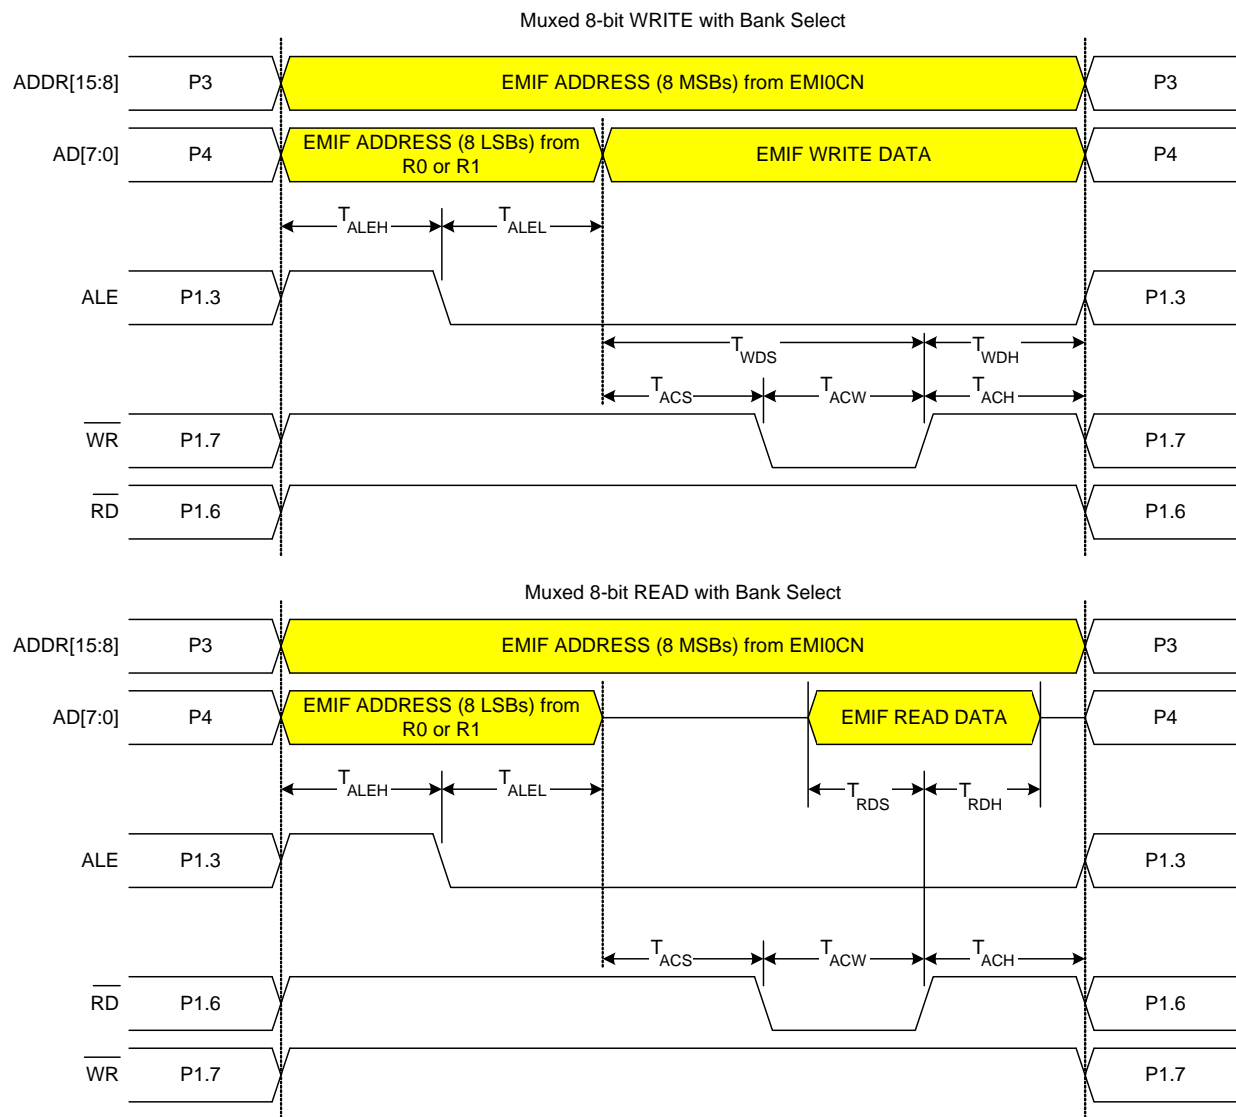 Muxed 8-bit WRITE with Bank Select
ADDR[15:8] P3 EMIF ADDRESS (8 MSBs) from EMI0CN P3
AD[7:0] P4 EMIF ADDRESS (8 LSBs) from R0 or R1 EMIF WRITE DATA P4
TALEH TALEL
ALE P1.3 P1.3
TWDS TWDH
TACS TACW TACH
WR P1.7 P1.7
RD P1.6 P1.6
Muxed 8-bit READ with Bank Select
ADDR[15:8] P3 EMIF ADDRESS (8 MSBs) from EMI0CN P3
AD[7:0] P4 EMIF ADDRESS (8 LSBs) from R0 or R1 EMIF READ DATA P4
TALEH TALEL TRDS TRDH
ALE P1.3 P1.3
TACS TACW TACH
RD P1.6 P1.6
WR P1.7 P1.7